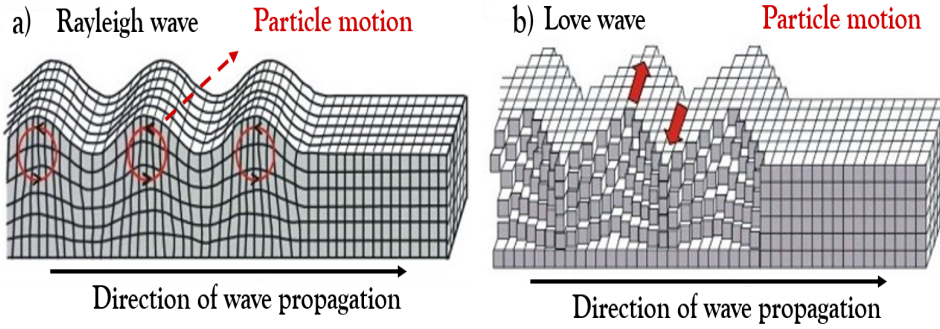 a) Rayleigh wave Particle motion
Direction of wave propagation
b) Love wave Particle motion
Direction of wave propagation